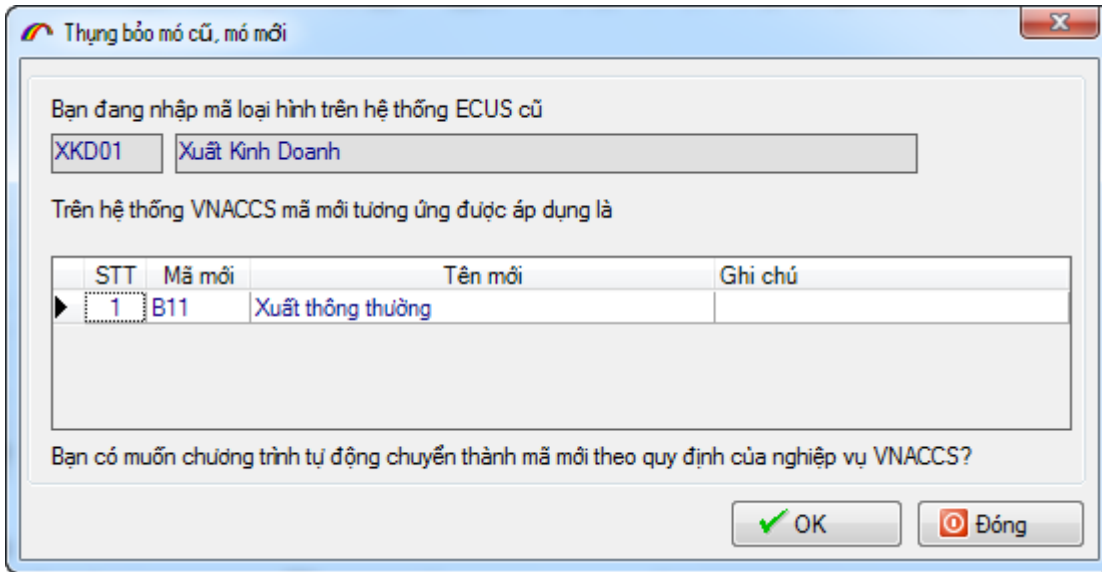 Thụng bỏo mó cũ, mó mới
Bạn đang nhập mã loại hình trên hệ thống ECUS cũ
XKD01 Xuất Kinh Doanh
Trên hệ thống VNACCS mã mới tương ứng được áp dụng là
STT Mã mới Tên mới Ghi chú
1 B11 Xuất thông thường
Bạn có muốn chương trình tự động chuyển thành mã mới theo quy định của nghiệp vụ VNACCS?
OK Đóng